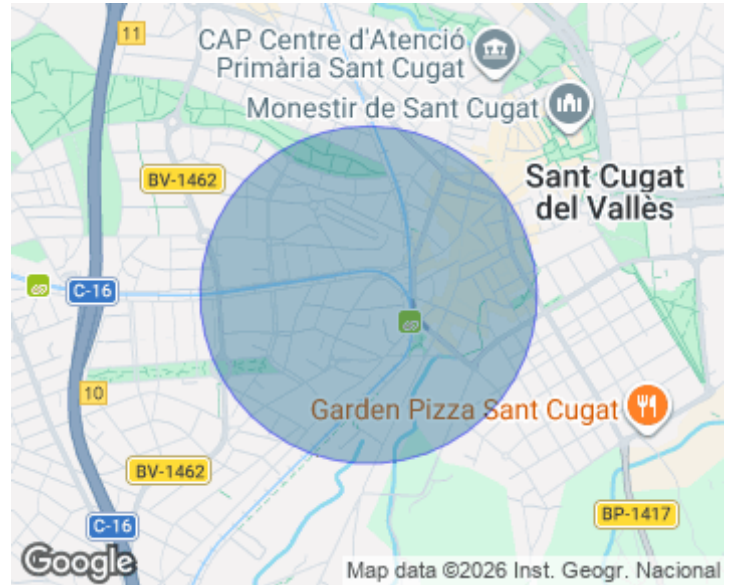 11
CAP Centre d'Atenció
Primària Sant Cugat
Monestir de Sant Cugat
BV-1462
Sant Cugat
del Vallès
C-16
10
Garden Pizza Sant Cugat
BV-1462
C-16
BP-1417
Google
Map data ©2026 Inst. Geogr. Nacional